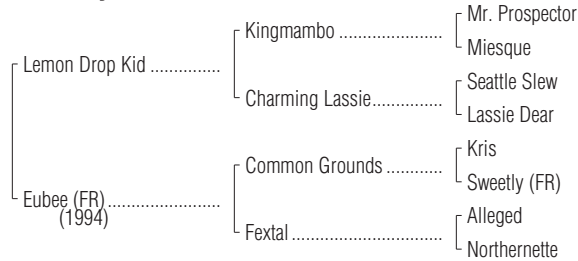 Mr. Prospector
Kingmambo ......................
Miesque
Lemon Drop Kid ...............
Seattle Slew
Charming Lassie...............
Lassie Dear
Kris
Common Grounds ............
Sweetly (FR)
Eubee (FR)........................
(1994)
Alleged
Fextal ................................
Northernette